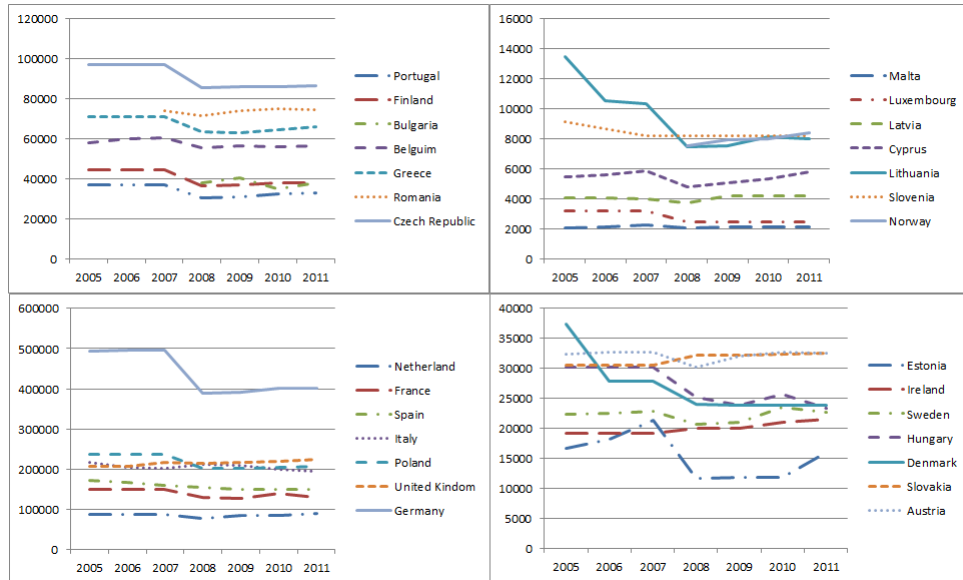 120000
100000
80000
60000
40000
20000
0
2005 2006 2007 2008 2009 2010 2011
Portugal
Finland
Bulgaria
Belguim
Greece
Romania
Czech Republic
16000
14000
12000
10000
8000
6000
4000
2000
0
2005 2006 2007 2008 2009 2010 2011
Malta
Luxembourg
Latvia
Cyprus
Lithuania
Slovenia
Norway
600000
500000
400000
300000
200000
100000
0
2005 2006 2007 2008 2009 2010 2011
Netherland
France
Spain
Italy
Poland
United Kindom
Germany
40000
35000
30000
25000
20000
15000
10000
5000
0
2005 2006 2007 2008 2009 2010 2011
Estonia
Ireland
Sweden
Hungary
Denmark
Slovakia
Austria